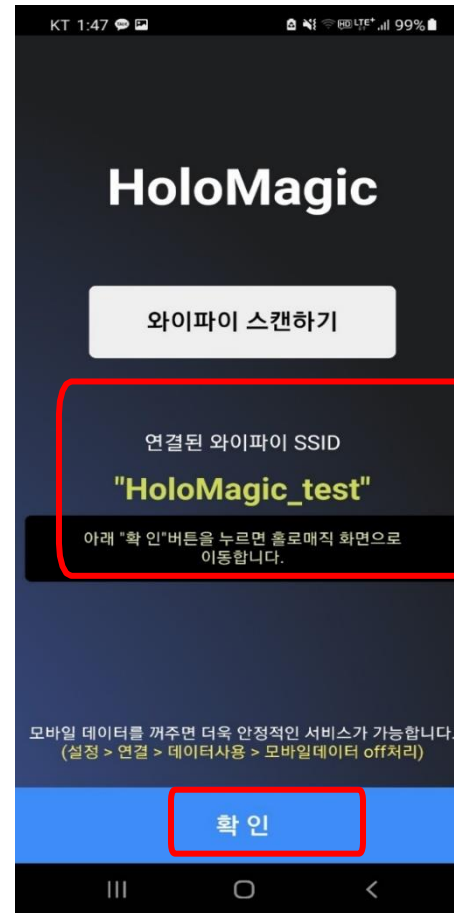 KT 1:47
99%
HoloMagic
와이파이 스캔하기
연결된 와이파이 SSID
"HoloMagic_test"
아래 "확 인"버튼을 누르면 홀로매직 화면으로
이동합니다.
모바일 데이터를 꺼주면 더욱 안정적인 서비스가 가능합니다.
(설정 > 연결 > 데이터사용 > 모바일데이터 off처리)
확 인